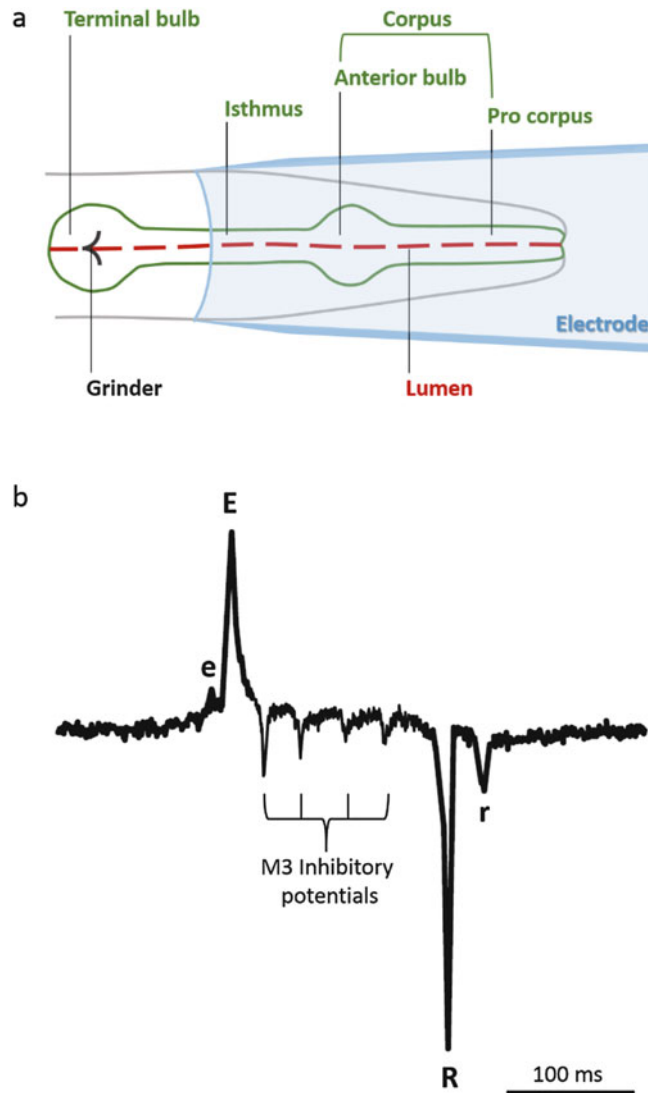 a
Terminal bulb
Corpus
Anterior bulb
Isthmus
Pro corpus
Electrode
Grinder
Lumen
b
E
e
M3 Inhibitory
potentials
r
R
100 ms